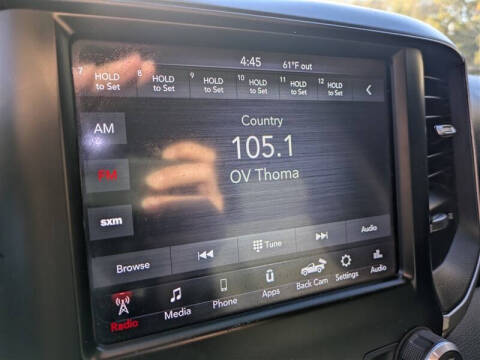 4:45 61°F out
7 HOLD to Set 8 HOLD to Set 9 HOLD to Set 10 HOLD to Set 11 HOLD to Set 12 HOLD to Set
AM
FM
sxm
Country
105.1
OV Thoma
Browse Tune Audio
Radio Media Phone Apps Back Cam Settings Audio